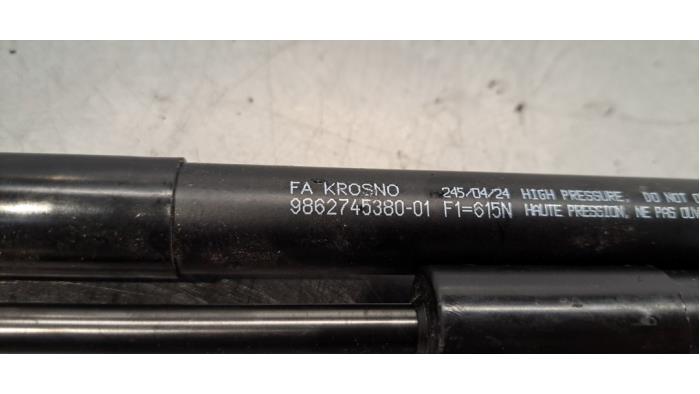 FA KROSNO 245/04/24 HIGH PRESSURE. DO NOT
9862745380-01 F1=615N HAUTE PRESSION, NE PAS